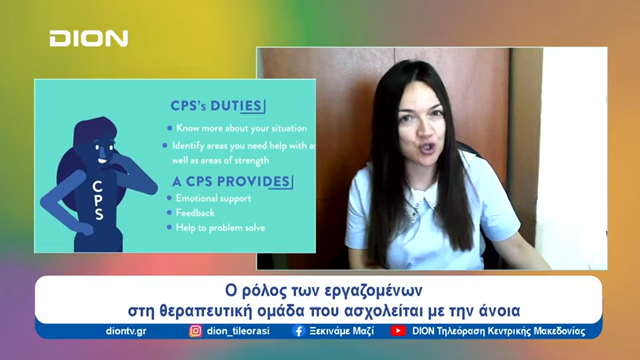 DION
CPS's DUTIES
Know more about your situation
Identify areas you need help with as
well as areas of strength
A CPS PROVIDES
Emotional support
Feedback
Help to problem solve
CPS
Ο ρόλος των εργαζομένων
στη θεραπευτική ομάδα που ασχολείται με την άνοια
diontv.gr dion_tileorasi Ξεκινάμε Μαζί DION Τηλεόραση Κεντρικής Μακεδονίας